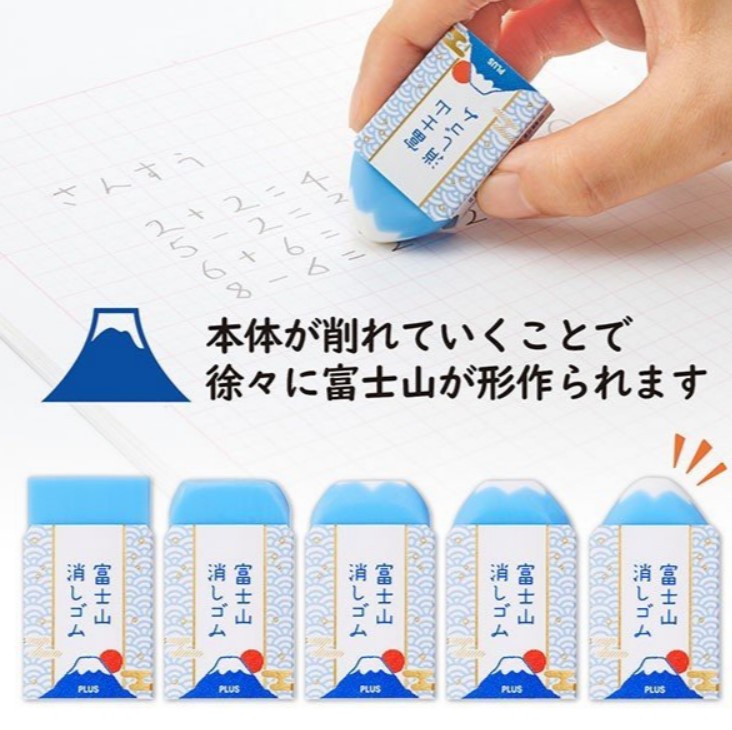 PLUS
富士山
消しゴム
さんすう
2+2=4
5-2=
6+6=
8-6=2
本体が削れていくことで
徐々に富士山が形作られます
富士山
消しゴム
PLUS
富士山
消しゴム
PLUS
富士山
消しゴム
PLUS
富士山
消しゴム
PLUS
富士山
消しゴム
PLUS